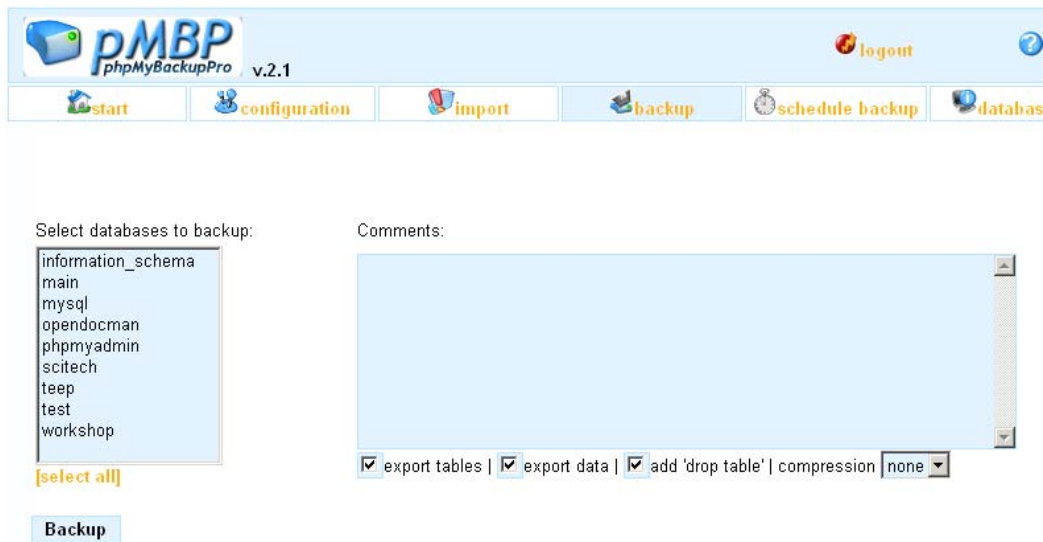 pMBP
phpMyBackupPro
v.2.1
logout
?
start
configuration
import
backup
schedule backup
databas
Select databases to backup:
Comments:
information_schema
main
mysql
opendocman
phpmyadmin
scitech
teep
test
workshop
[select all]
export tables | export data | add 'drop table' | compression none
Backup